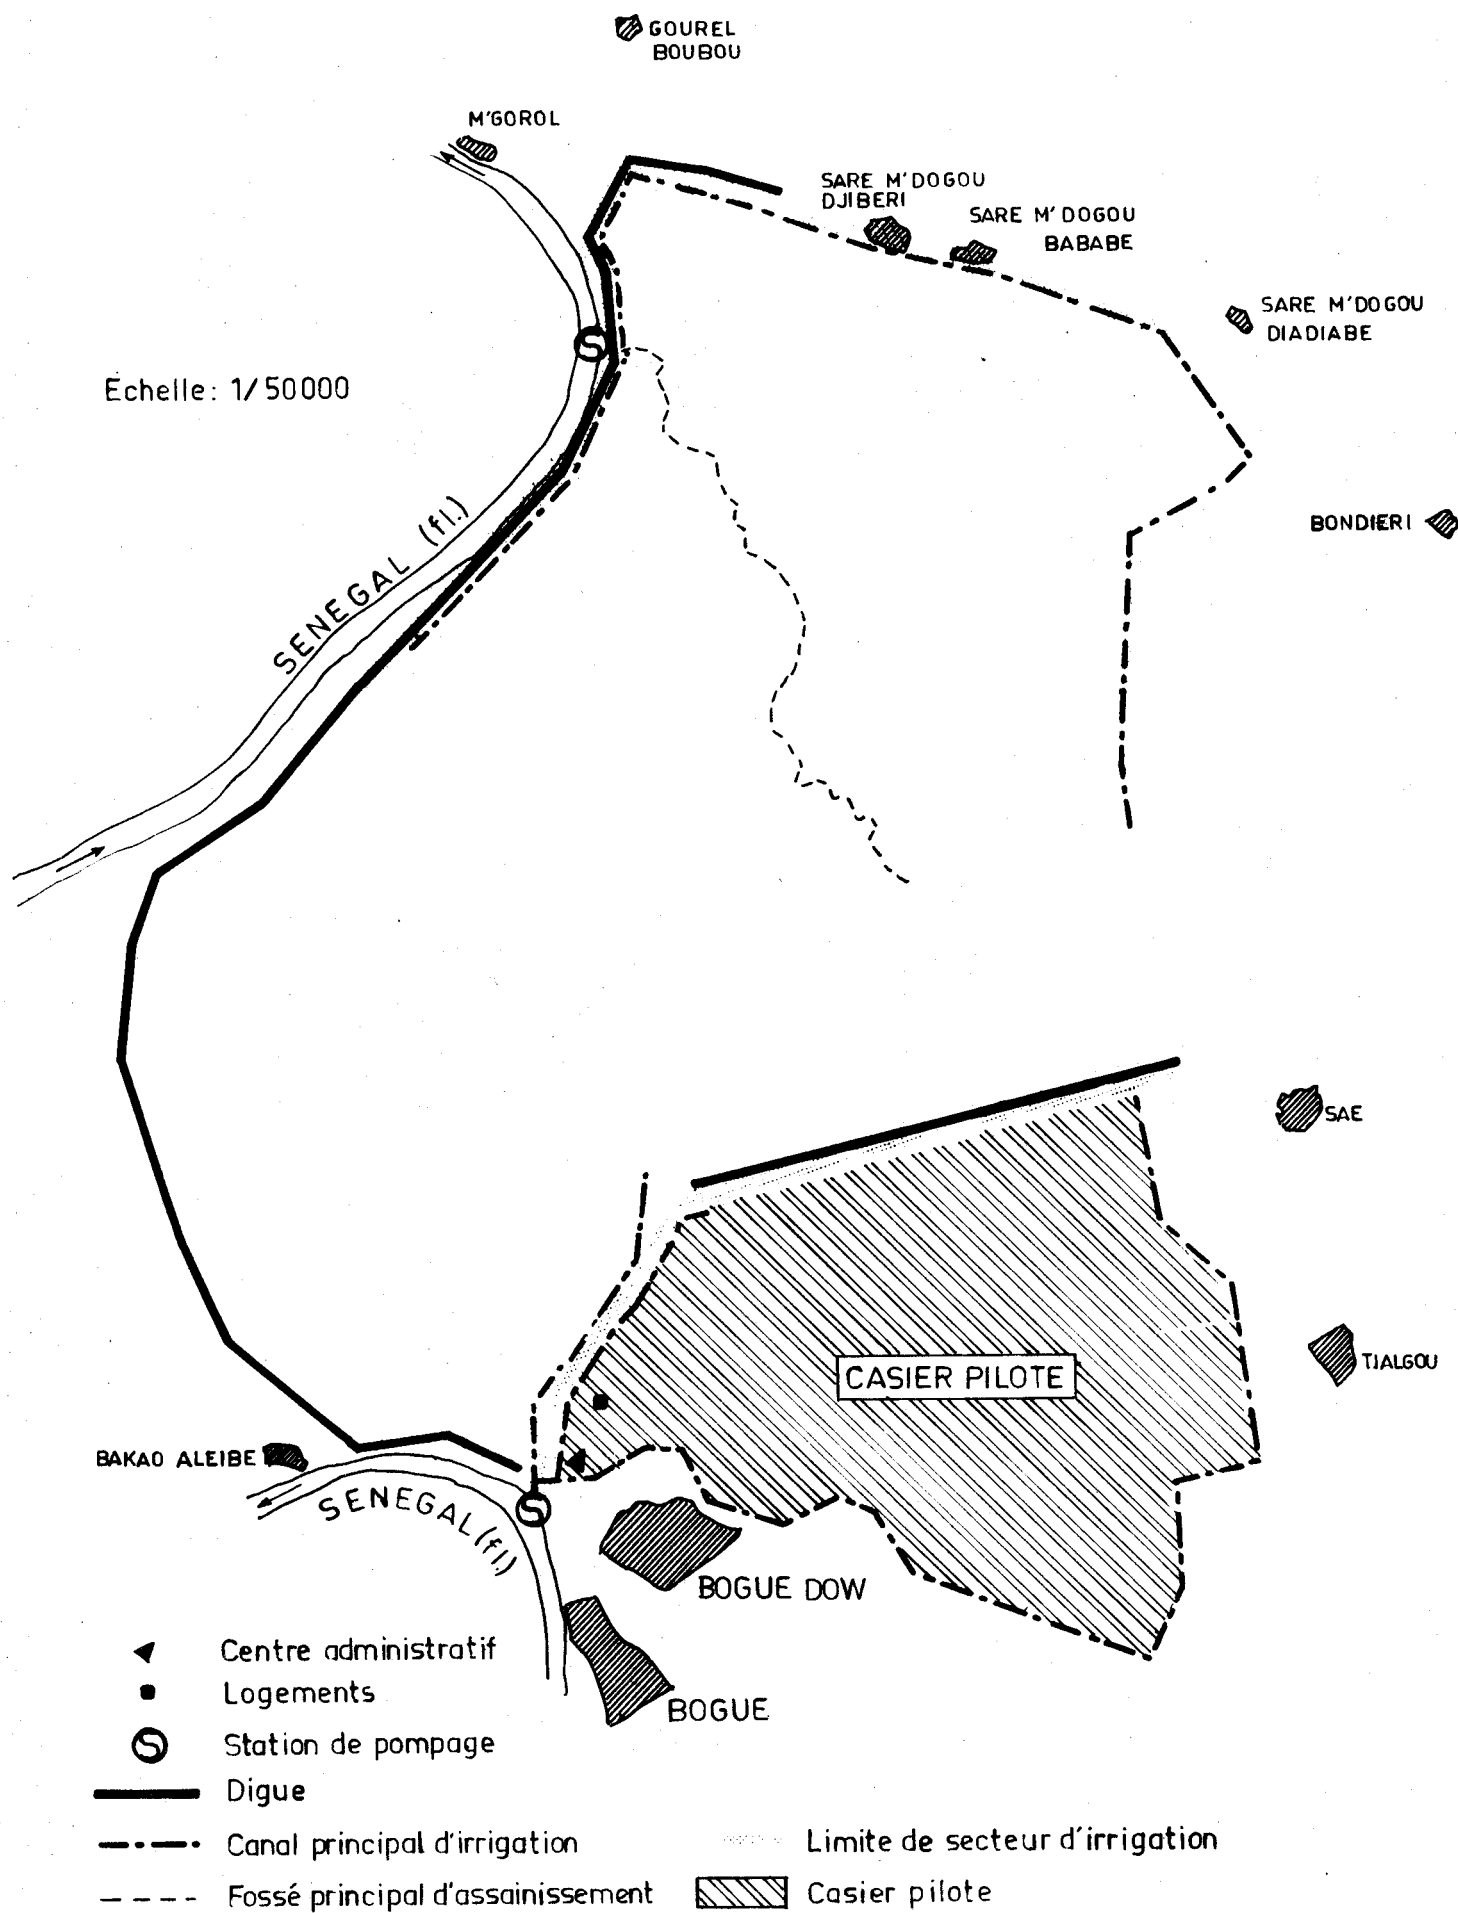 GOUREL
BOUBOU
M'GOROL
SARE M'DOGOU
DJIBERI
SARE M'DOGOU
BABABE
SARE M'DOGOU
DIADIABE
Echelle: 1/50000
BONDIERI
SENEGAL (fl.)
SAE
TJALGOU
CASIER PILOTE
BAKAO ALEIBE
SENEGAL (fl.)
BOGUE DOW
BOGUE
Centre administratif
Logements
Station de pompage
Digue
Canal principal d'irrigation
Limite de secteur d'irrigation
Fossé principal d'assainissement
Casier pilote